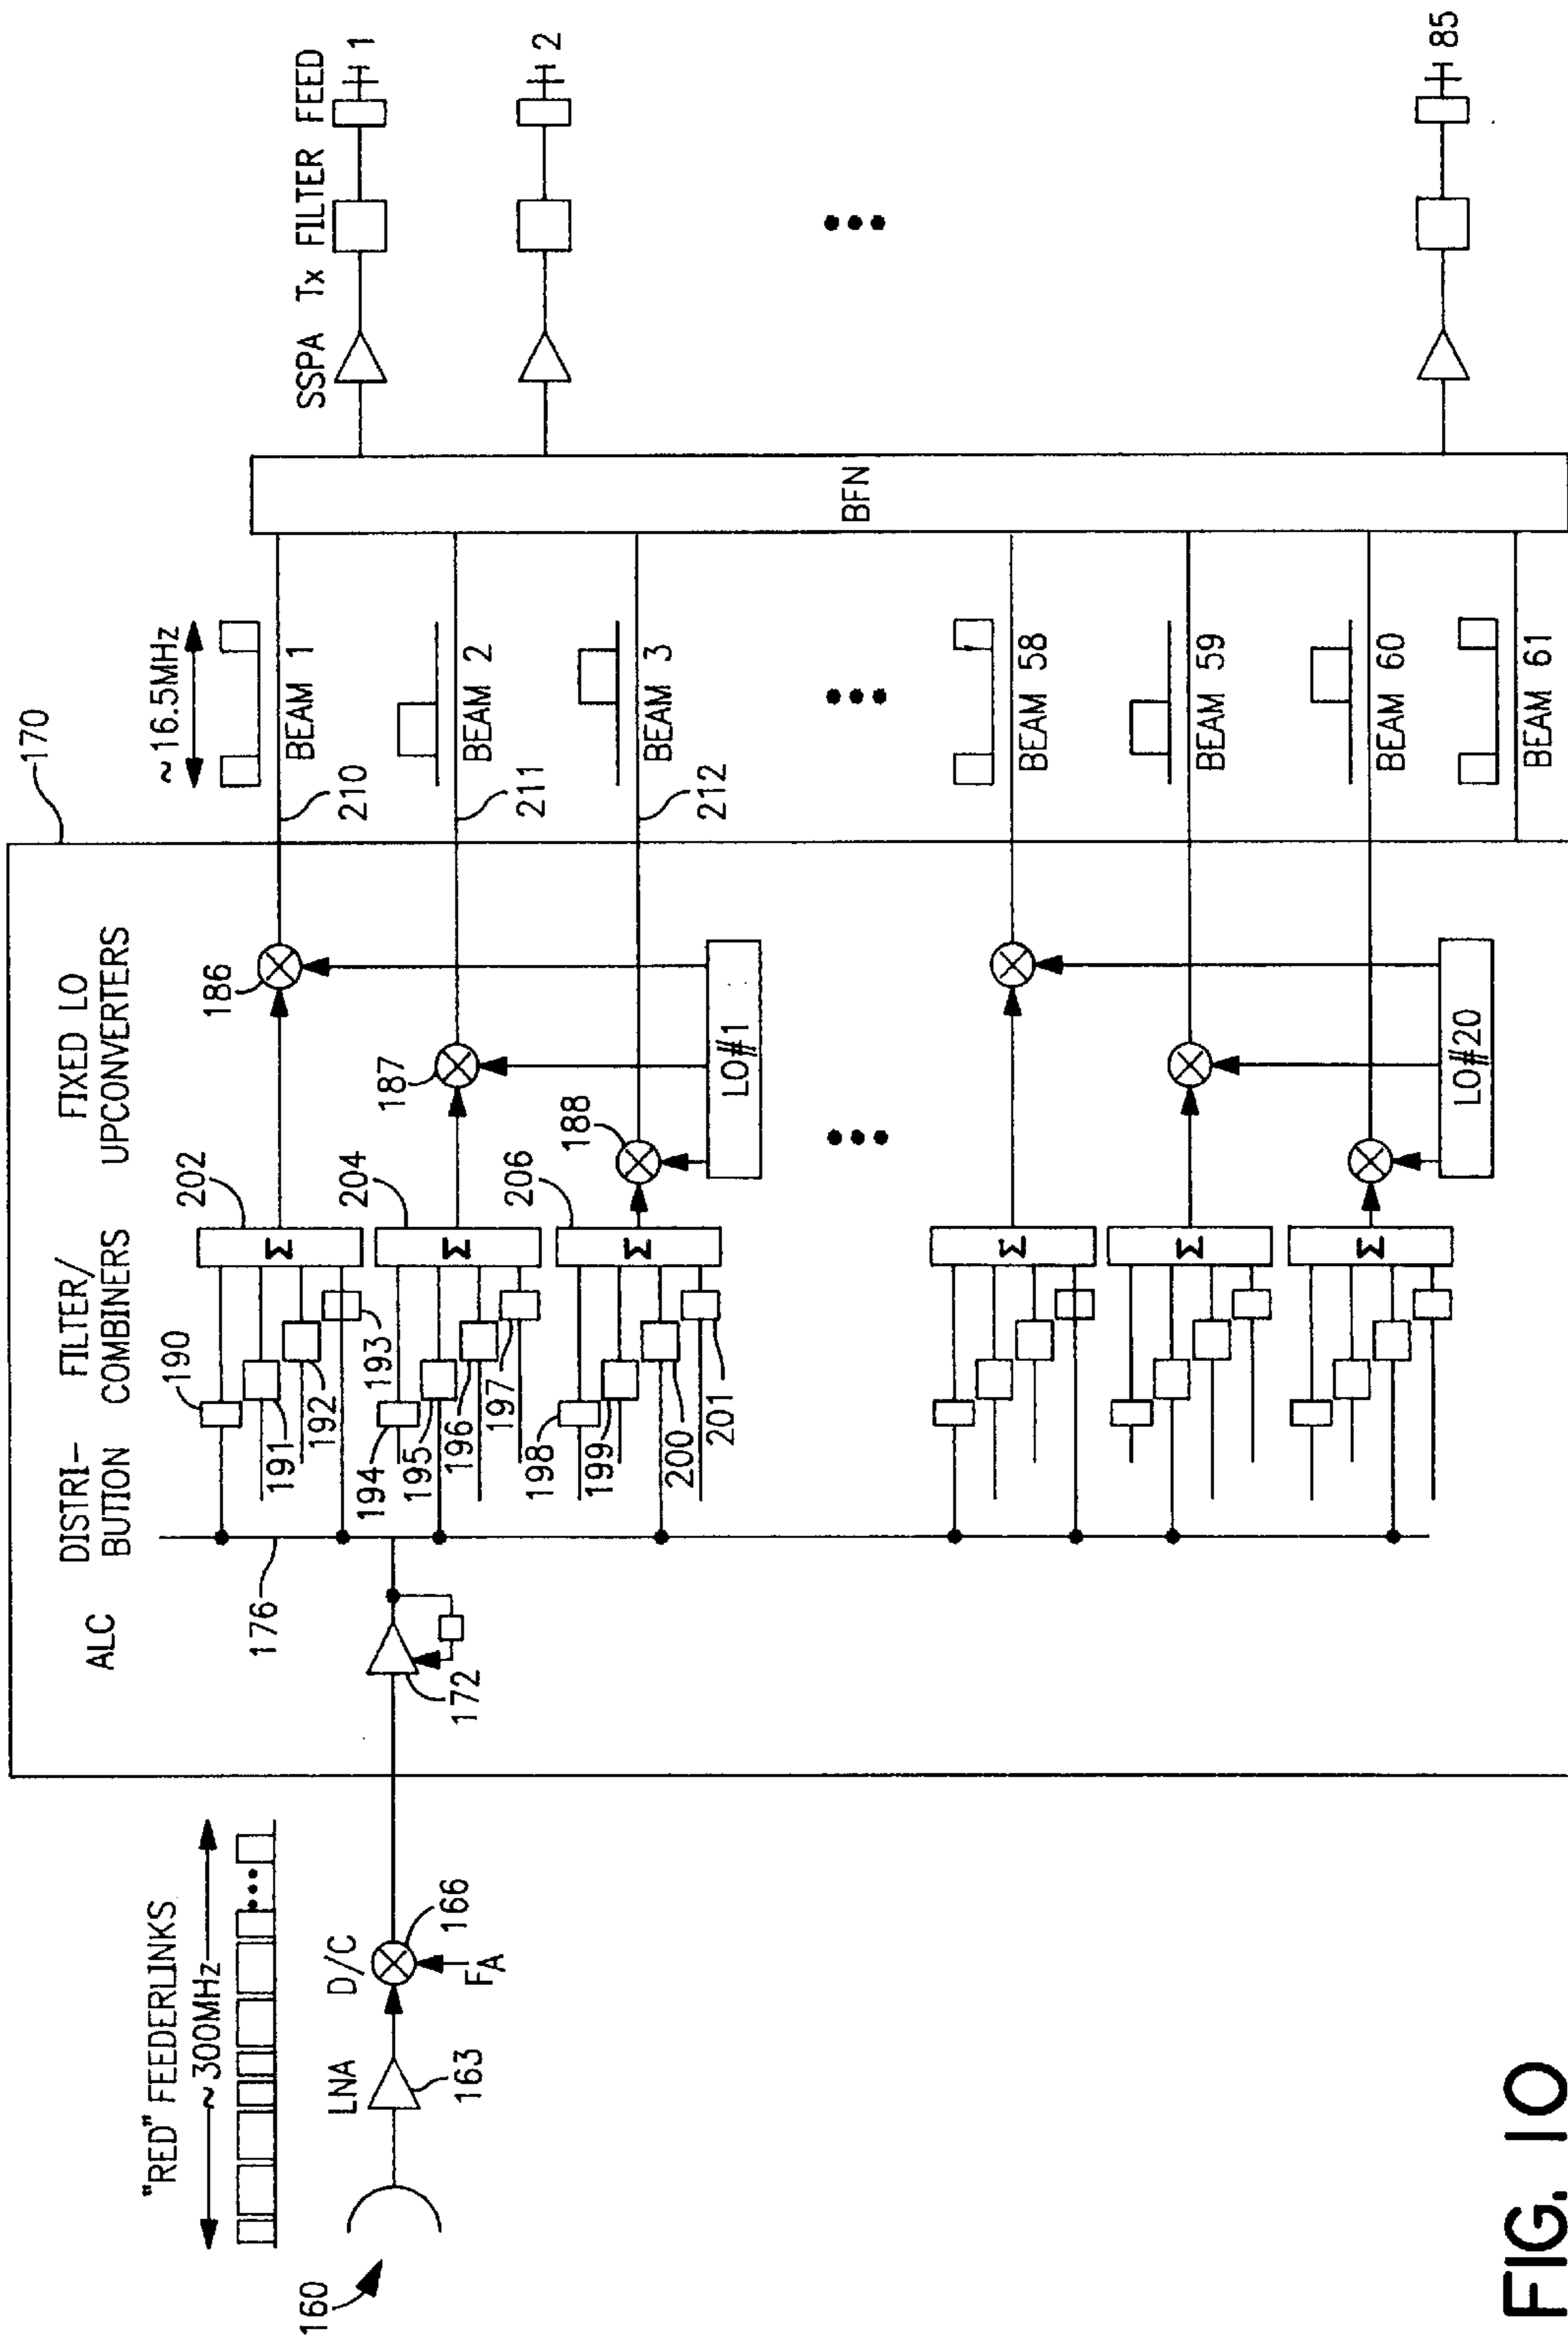 170
"RED" FEEDERLINKS
~300MHz
160
LNA
163
D/C
166
FA
ALC
172
176
DISTRI-
BUTION
FILTER/
COMBINERS
FIXED LO
UPCONVERTERS
190
191
192
193
194
195
196
197
198
199
200
201
202
204
206
Σ
Σ
Σ
Σ
Σ
Σ
186
187
188
LO#1
LO#20
~16.5MHz
210
BEAM 1
211
BEAM 2
212
BEAM 3
BEAM 58
BEAM 59
BEAM 60
BEAM 61
BFN
SSPA
Tx FILTER
FEED
1
2
85
FIG. 10